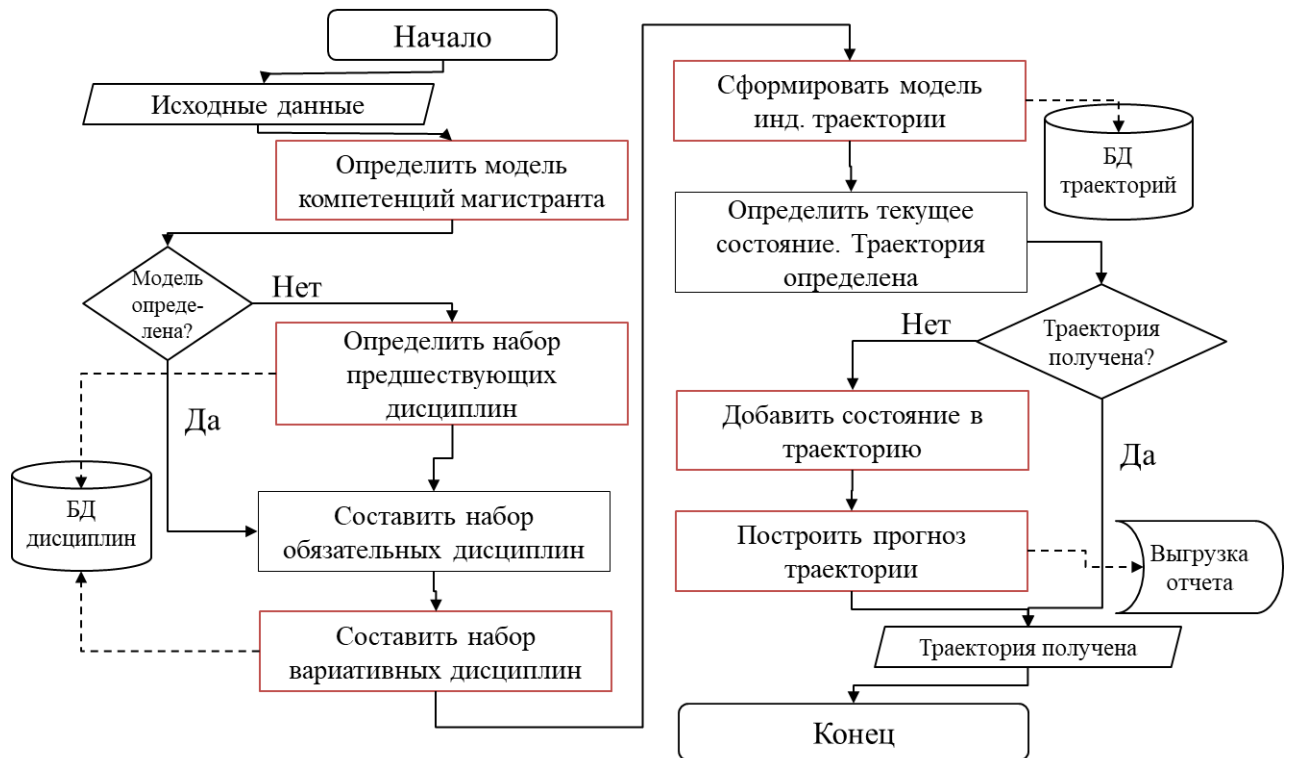 Начало
Исходные данные
Определить модель
компетенций магистранта
Модель
опреде-
лена?
Нет
Определить набор
предшествующих
дисциплин
Да
БД
дисциплин
Составить набор
обязательных дисциплин
Составить набор
вариативных дисциплин
Сформировать модель
инд. траектории
БД
траекторий
Определить текущее
состояние. Траектория
определена
Нет
Траектория
получена?
Добавить состояние в
траекторию
Да
Построить прогноз
траектории
Выгрузка
отчета
Траектория получена
Конец